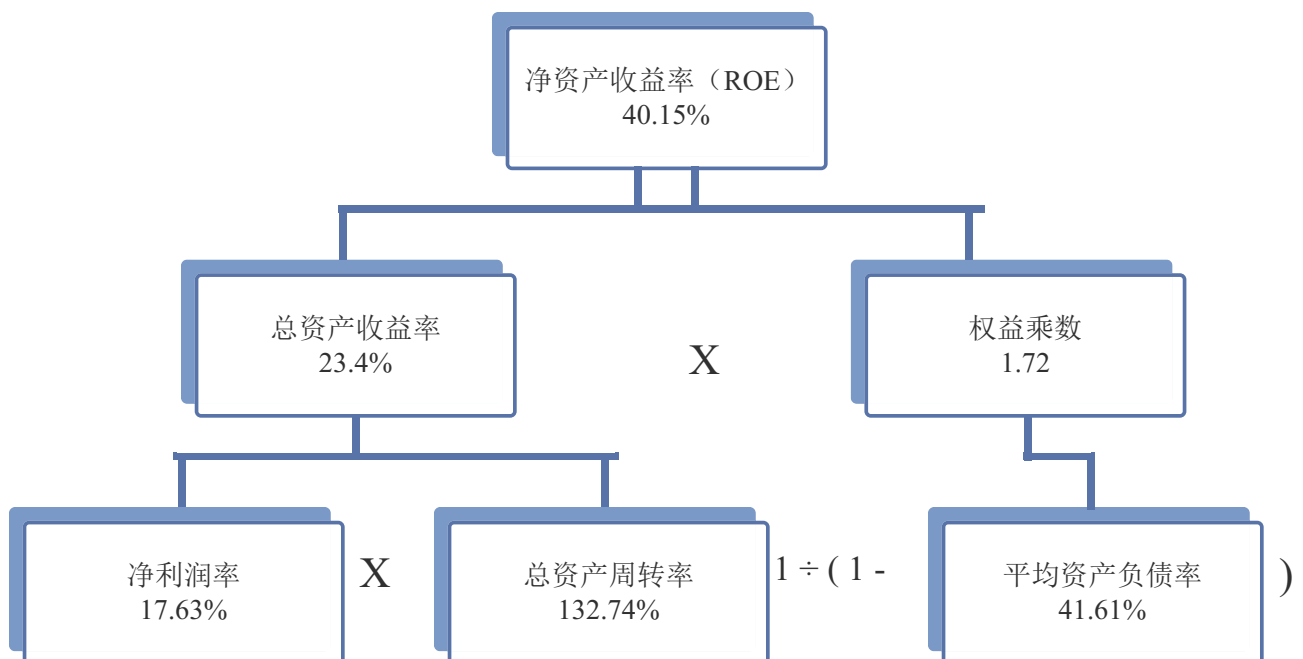 净资产收益率（ROE）
40.15%
总资产收益率
23.4%
X
权益乘数
1.72
净利润率
17.63%
X
总资产周转率
132.74%
1 ÷ ( 1 -
平均资产负债率
41.61%
)